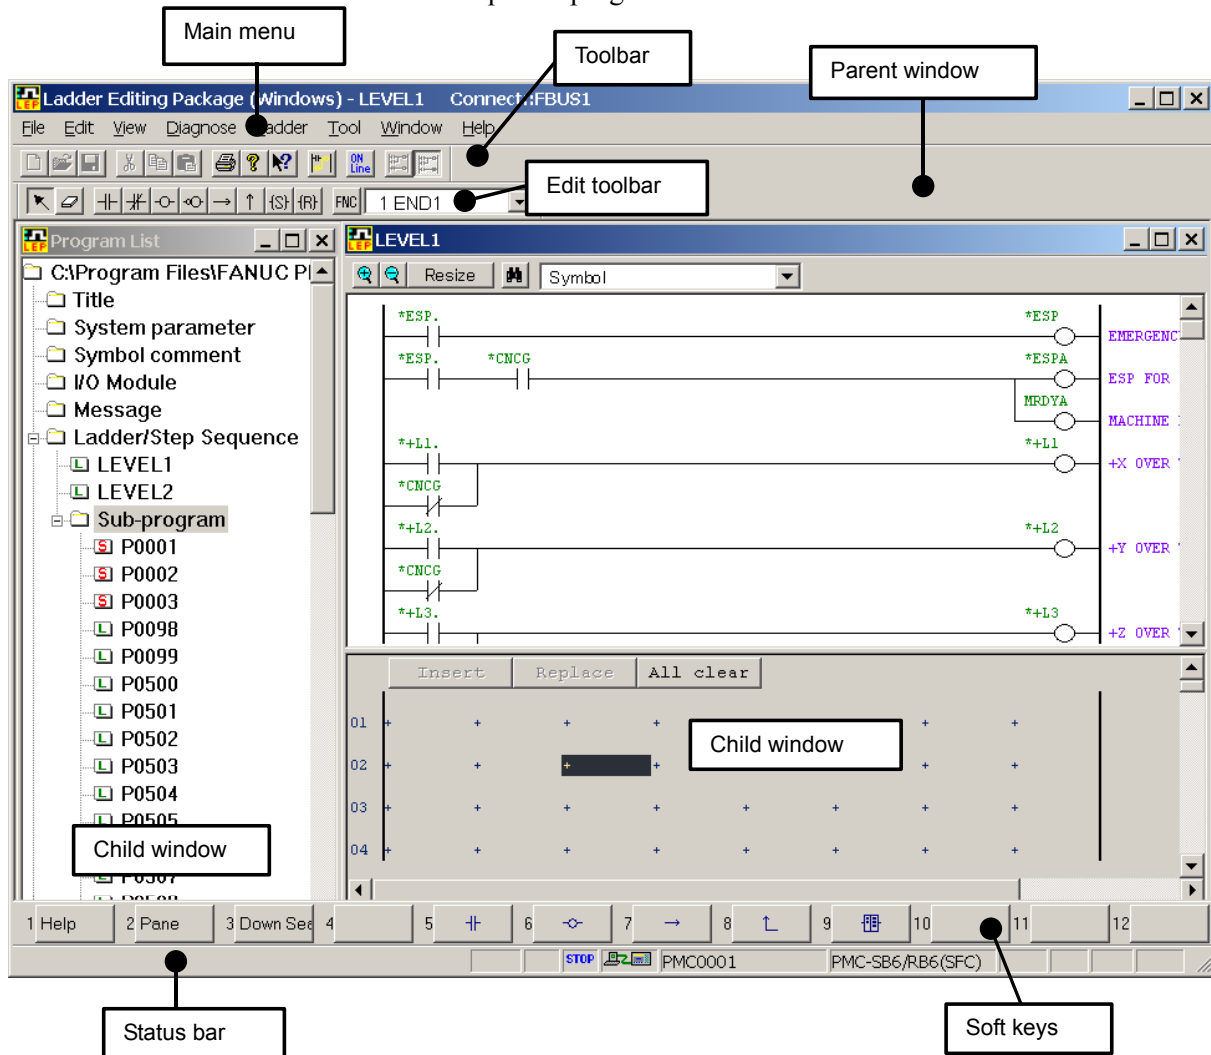 Main menu
Toolbar
Parent window
Ladder Editing Package (Windows) - LEVEL1 Connect::FBUS1
File Edit View Diagnose Ladder Tool Window Help
ON Line
Edit toolbar
{S} {R} FNC 1 END1
Program List
LEVEL1
C:\Program Files\FANUC
Resize Symbol
Title
System parameter
Symbol comment
I/O Module
Message
Ladder/Step Sequence
LEVEL1
LEVEL2
Sub-program
P0001
P0002
P0003
P0098
P0099
P0500
P0501
P0502
P0503
P0504
P0505
Child window
P0507
*ESP. *ESP
*ESP. *CNCG *ESPA ESP FOR
MRDYA
MACHINE
*+L1. *+L1
+X OVER
*CNCG
*+L2. *+L2
+Y OVER
*CNCG
*+L3. *+L3
+Z OVER
Insert Replace All clear
01
Child window
02
03
04
1 Help 2 Pane 3 Down Sea 4 5 6 7 8 9 10 11 12
STOP PMC0001 PMC-SB6/RB6(SFC)
Status bar
Soft keys